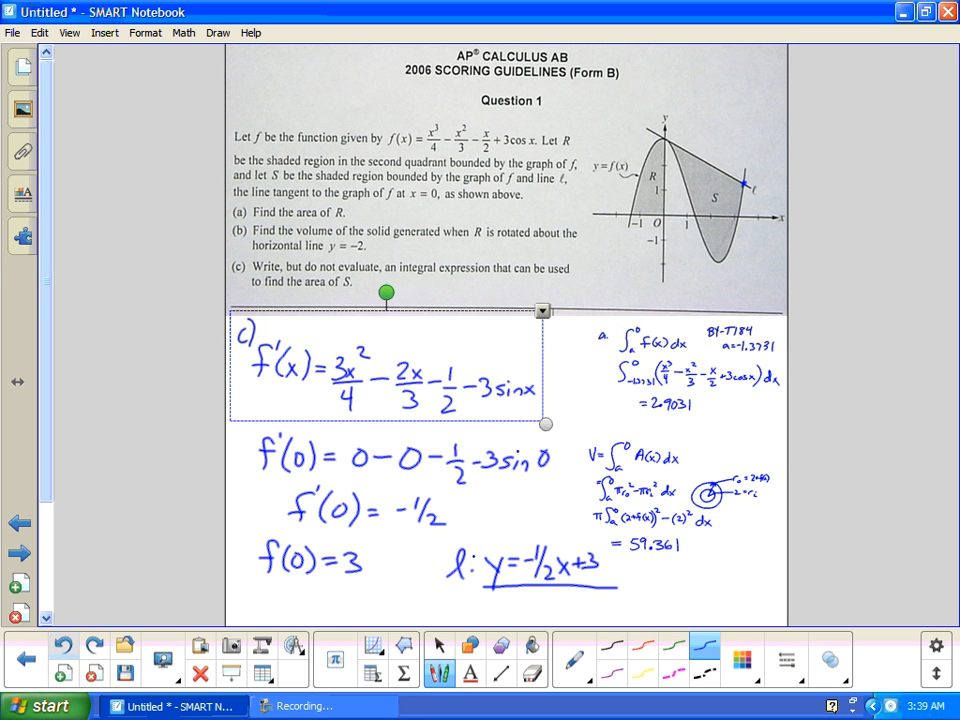 Untitled * - SMART Notebook
File Edit View Insert Format Math Draw Help
AP® CALCULUS AB
2006 SCORING GUIDELINES (Form B)
Question 1
Let f be the function given by f(x) = x³/4 − x²/3 − x/2 + 3cos x. Let R
be the shaded region in the second quadrant bounded by the graph of f,
and let S be the shaded region bounded by the graph of f and line ℓ,
the line tangent to the graph of f at x = 0, as shown above.
(a) Find the area of R.
(b) Find the volume of the solid generated when R is rotated about the
horizontal line y = −2.
(c) Write, but do not evaluate, an integral expression that can be used
to find the area of S.
y
y = f(x)
R
1
S
ℓ
−1 O 1 x
−1
c)
f'(x) = 3x²/4 − 2x/3 − 1/2 − 3sinx
f'(0) = 0 − 0 − 1/2 − 3sin0
f'(0) = −1/2
f(0) = 3
l: y = −1/2x+3
a. ∫ₐ⁰ f(x)dx
BY-TI84
a=-1.3731
∫₋₁.₃₇₃₁⁰ (x³/4 − x²/3 − x/2 + 3cosx)dx
= 2.9031
V = ∫ₐ⁰ A(x)dx
= ∫ₐ⁰ πr₀² − πrᵢ² dx
r₀ = 2+f(x)
2 = rᵢ
π∫ₐ⁰ (2+f(x))² − (2)² dx
= 59.361
start
Untitled * - SMART N...
Recording...
3:39 AM